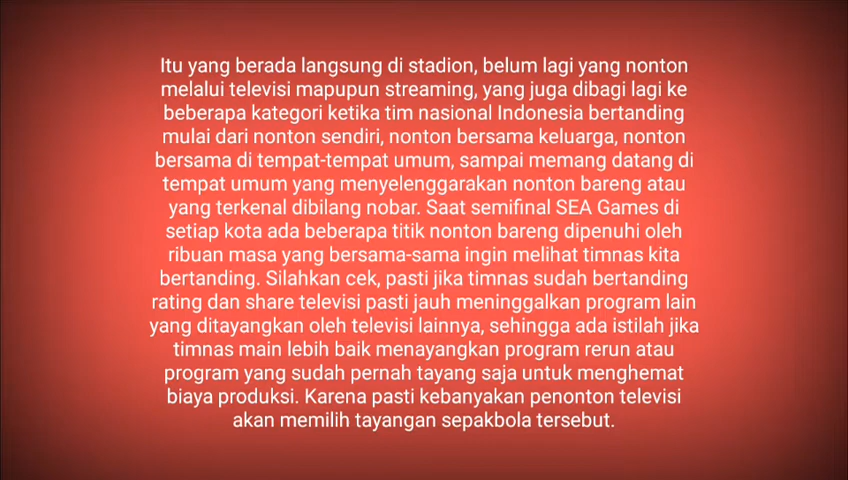 Itu yang berada langsung di stadion, belum lagi yang nonton
melalui televisi mapupun streaming, yang juga dibagi lagi ke
beberapa kategori ketika tim nasional Indonesia bertanding
mulai dari nonton sendiri, nonton bersama keluarga, nonton
bersama di tempat-tempat umum, sampai memang datang di
tempat umum yang menyelenggarakan nonton bareng atau
yang terkenal dibilang nobar. Saat semifinal SEA Games di
setiap kota ada beberapa titik nonton bareng dipenuhi oleh
ribuan masa yang bersama-sama ingin melihat timnas kita
bertanding. Silahkan cek, pasti jika timnas sudah bertanding
rating dan share televisi pasti jauh meninggalkan program lain
yang ditayangkan oleh televisi lainnya, sehingga ada istilah jika
timnas main lebih baik menayangkan program rerun atau
program yang sudah pernah tayang saja untuk menghemat
biaya produksi. Karena pasti kebanyakan penonton televisi
akan memilih tayangan sepakbola tersebut.